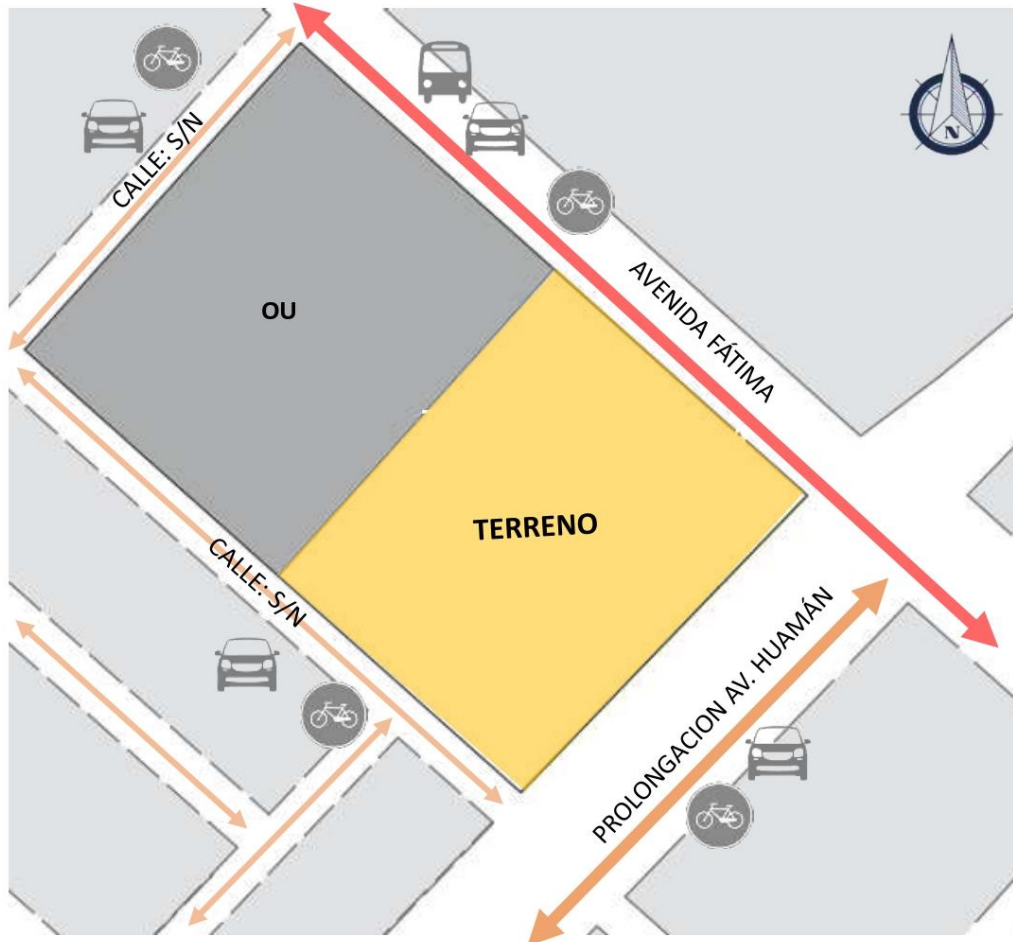 CALLE: S/N
N
OU
AVENIDA FÁTIMA
TERRENO
CALLE: S/N
PROLONGACION AV. HUAMÁN